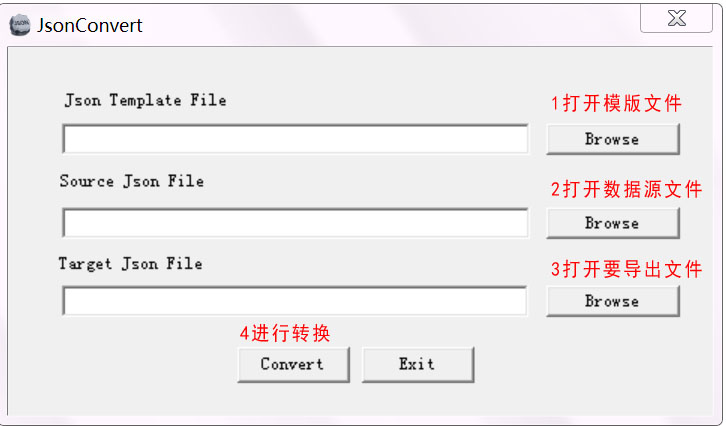 JsonConvert
Json Template File
1打开模版文件
Browse
Source Json File
2打开数据源文件
Browse
Target Json File
3打开要导出文件
Browse
4进行转换
Convert
Exit